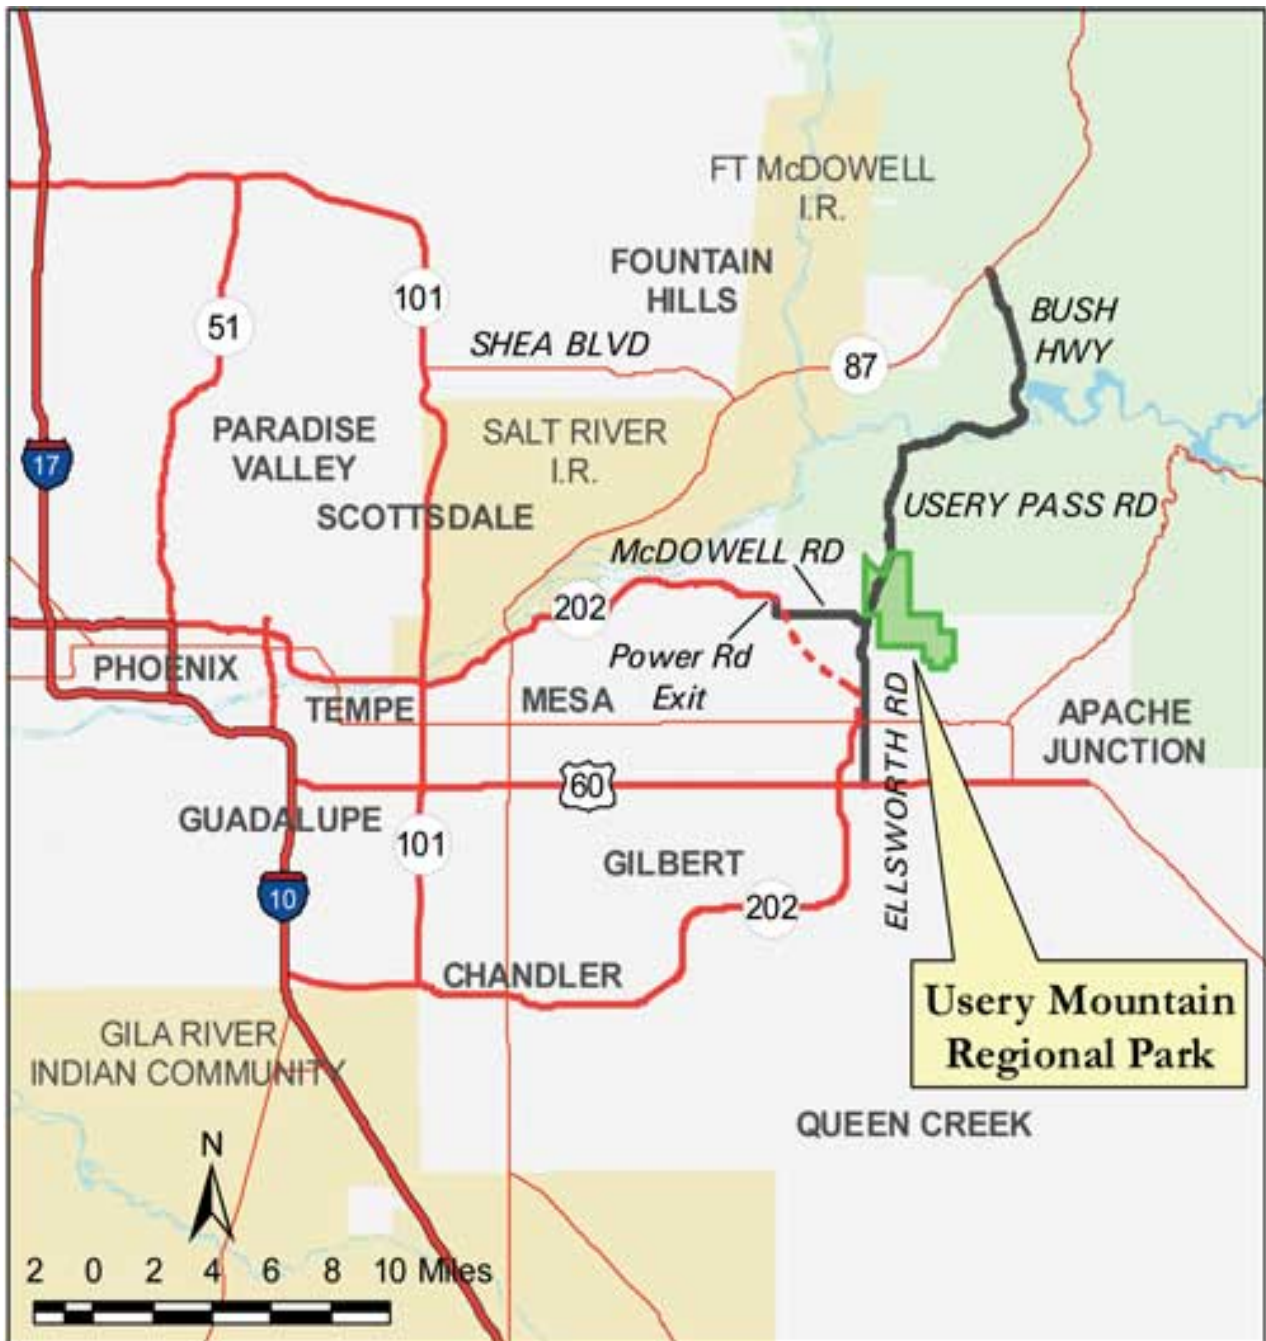 FT McDOWELL
I.R.
FOUNTAIN
HILLS
BUSH
HWY
101
51
SHEA BLVD
87
PARADISE
VALLEY
SALT RIVER
I.R.
17
SCOTTSDALE
USERY PASS RD
McDOWELL RD
202
Power Rd
Exit
PHOENIX
TEMPE
MESA
APACHE
JUNCTION
ELLSWORTH RD
60
GUADALUPE
101
GILBERT
10
202
CHANDLER
Usery Mountain
Regional Park
GILA RIVER
INDIAN COMMUNITY
QUEEN CREEK
N
2 0 2 4 6 8 10 Miles